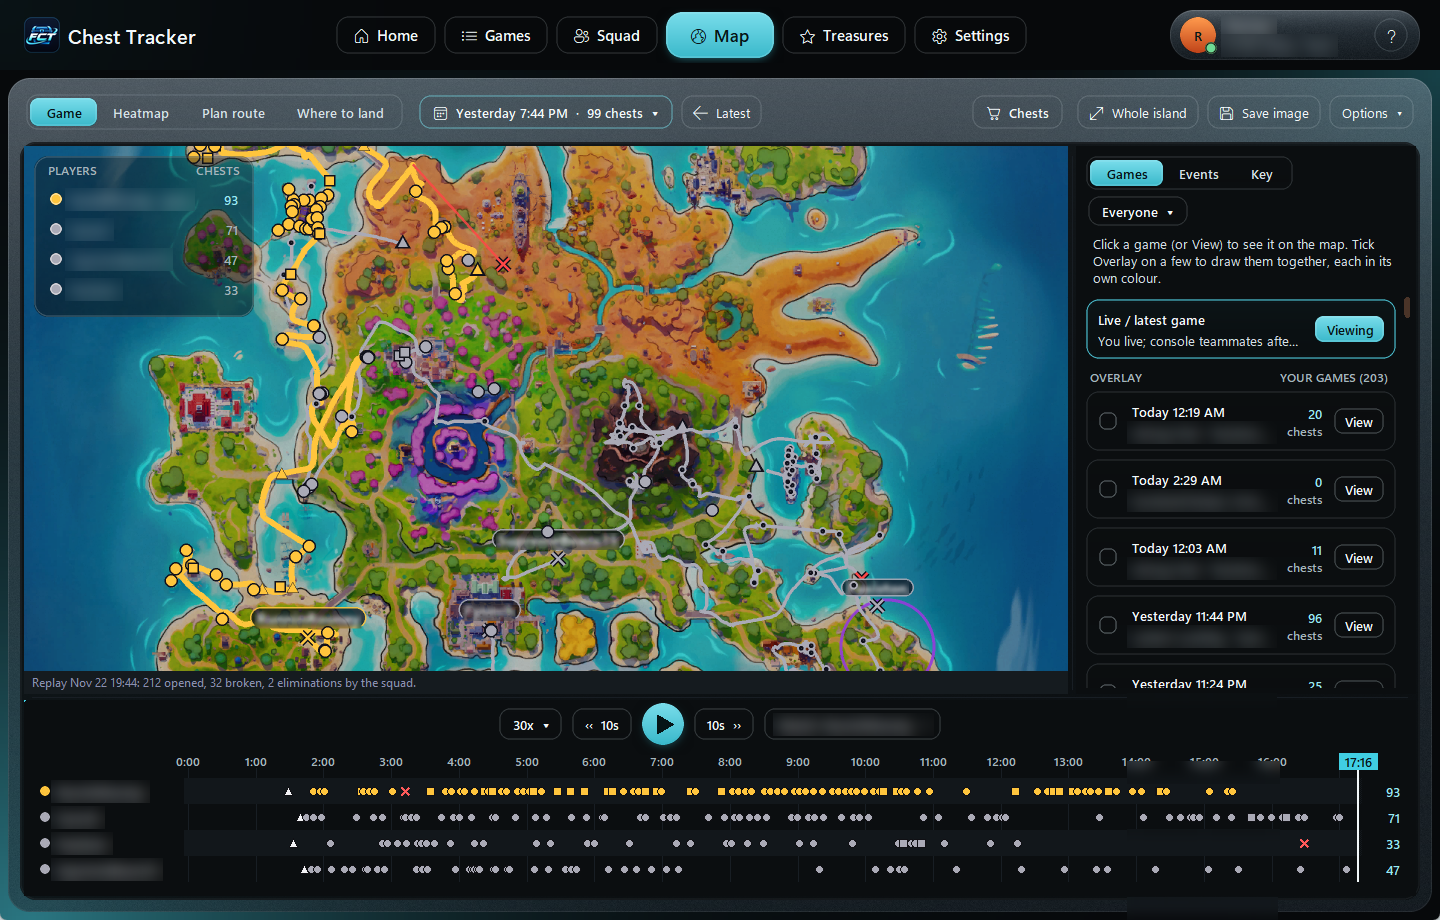 FCT
Chest Tracker
Home
Games
Squad
Map
Treasures
Settings
R
?
Game
Heatmap
Plan route
Where to land
Yesterday 7:44 PM · 99 chests
Latest
Chests
Whole island
Save image
Options
PLAYERS CHESTS
93
71
47
33
Games
Events
Key
Everyone
Click a game (or View) to see it on the map. Tick
Overlay on a few to draw them together, each in its
own colour.
Live / latest game
You live; console teammates afte...
Viewing
OVERLAY YOUR GAMES (203)
Today 12:19 AM 20 chests View
Today 2:29 AM 0 chests View
Today 12:03 AM 11 chests View
Yesterday 11:44 PM 96 chests View
Yesterday 11:24 PM 25
Replay Nov 22 19:44: 212 opened, 32 broken, 2 eliminations by the squad.
30x
‹‹ 10s
10s ››
0:00 1:00 2:00 3:00 4:00 5:00 6:00 7:00 8:00 9:00 10:00 11:00 12:00 13:00 14:00 15:00 16:00 17:16
93
71
33
47